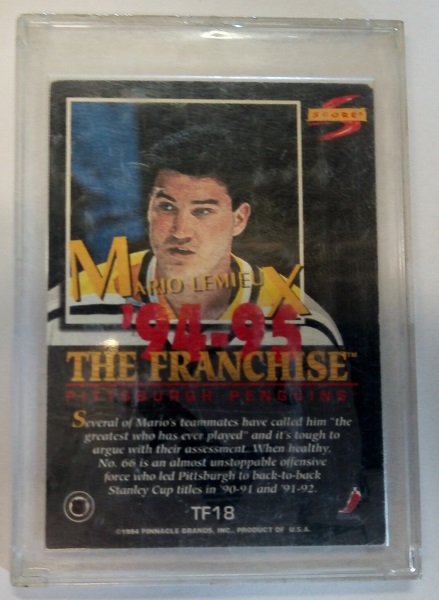 SCORE
MARIO LEMIEUX
'94-95
THE FRANCHISE™
PITTSBURGH PENGUINS
Several of Mario's teammates have called him "the
greatest who has ever played" and it's tough to
argue with their assessment. When healthy,
No. 66 is an almost unstoppable offensive
force who led Pittsburgh to back-to-back
Stanley Cup titles in '90-91 and '91-92.
TF18
©1994 PINNACLE BRANDS, INC., PRODUCT OF U.S.A.